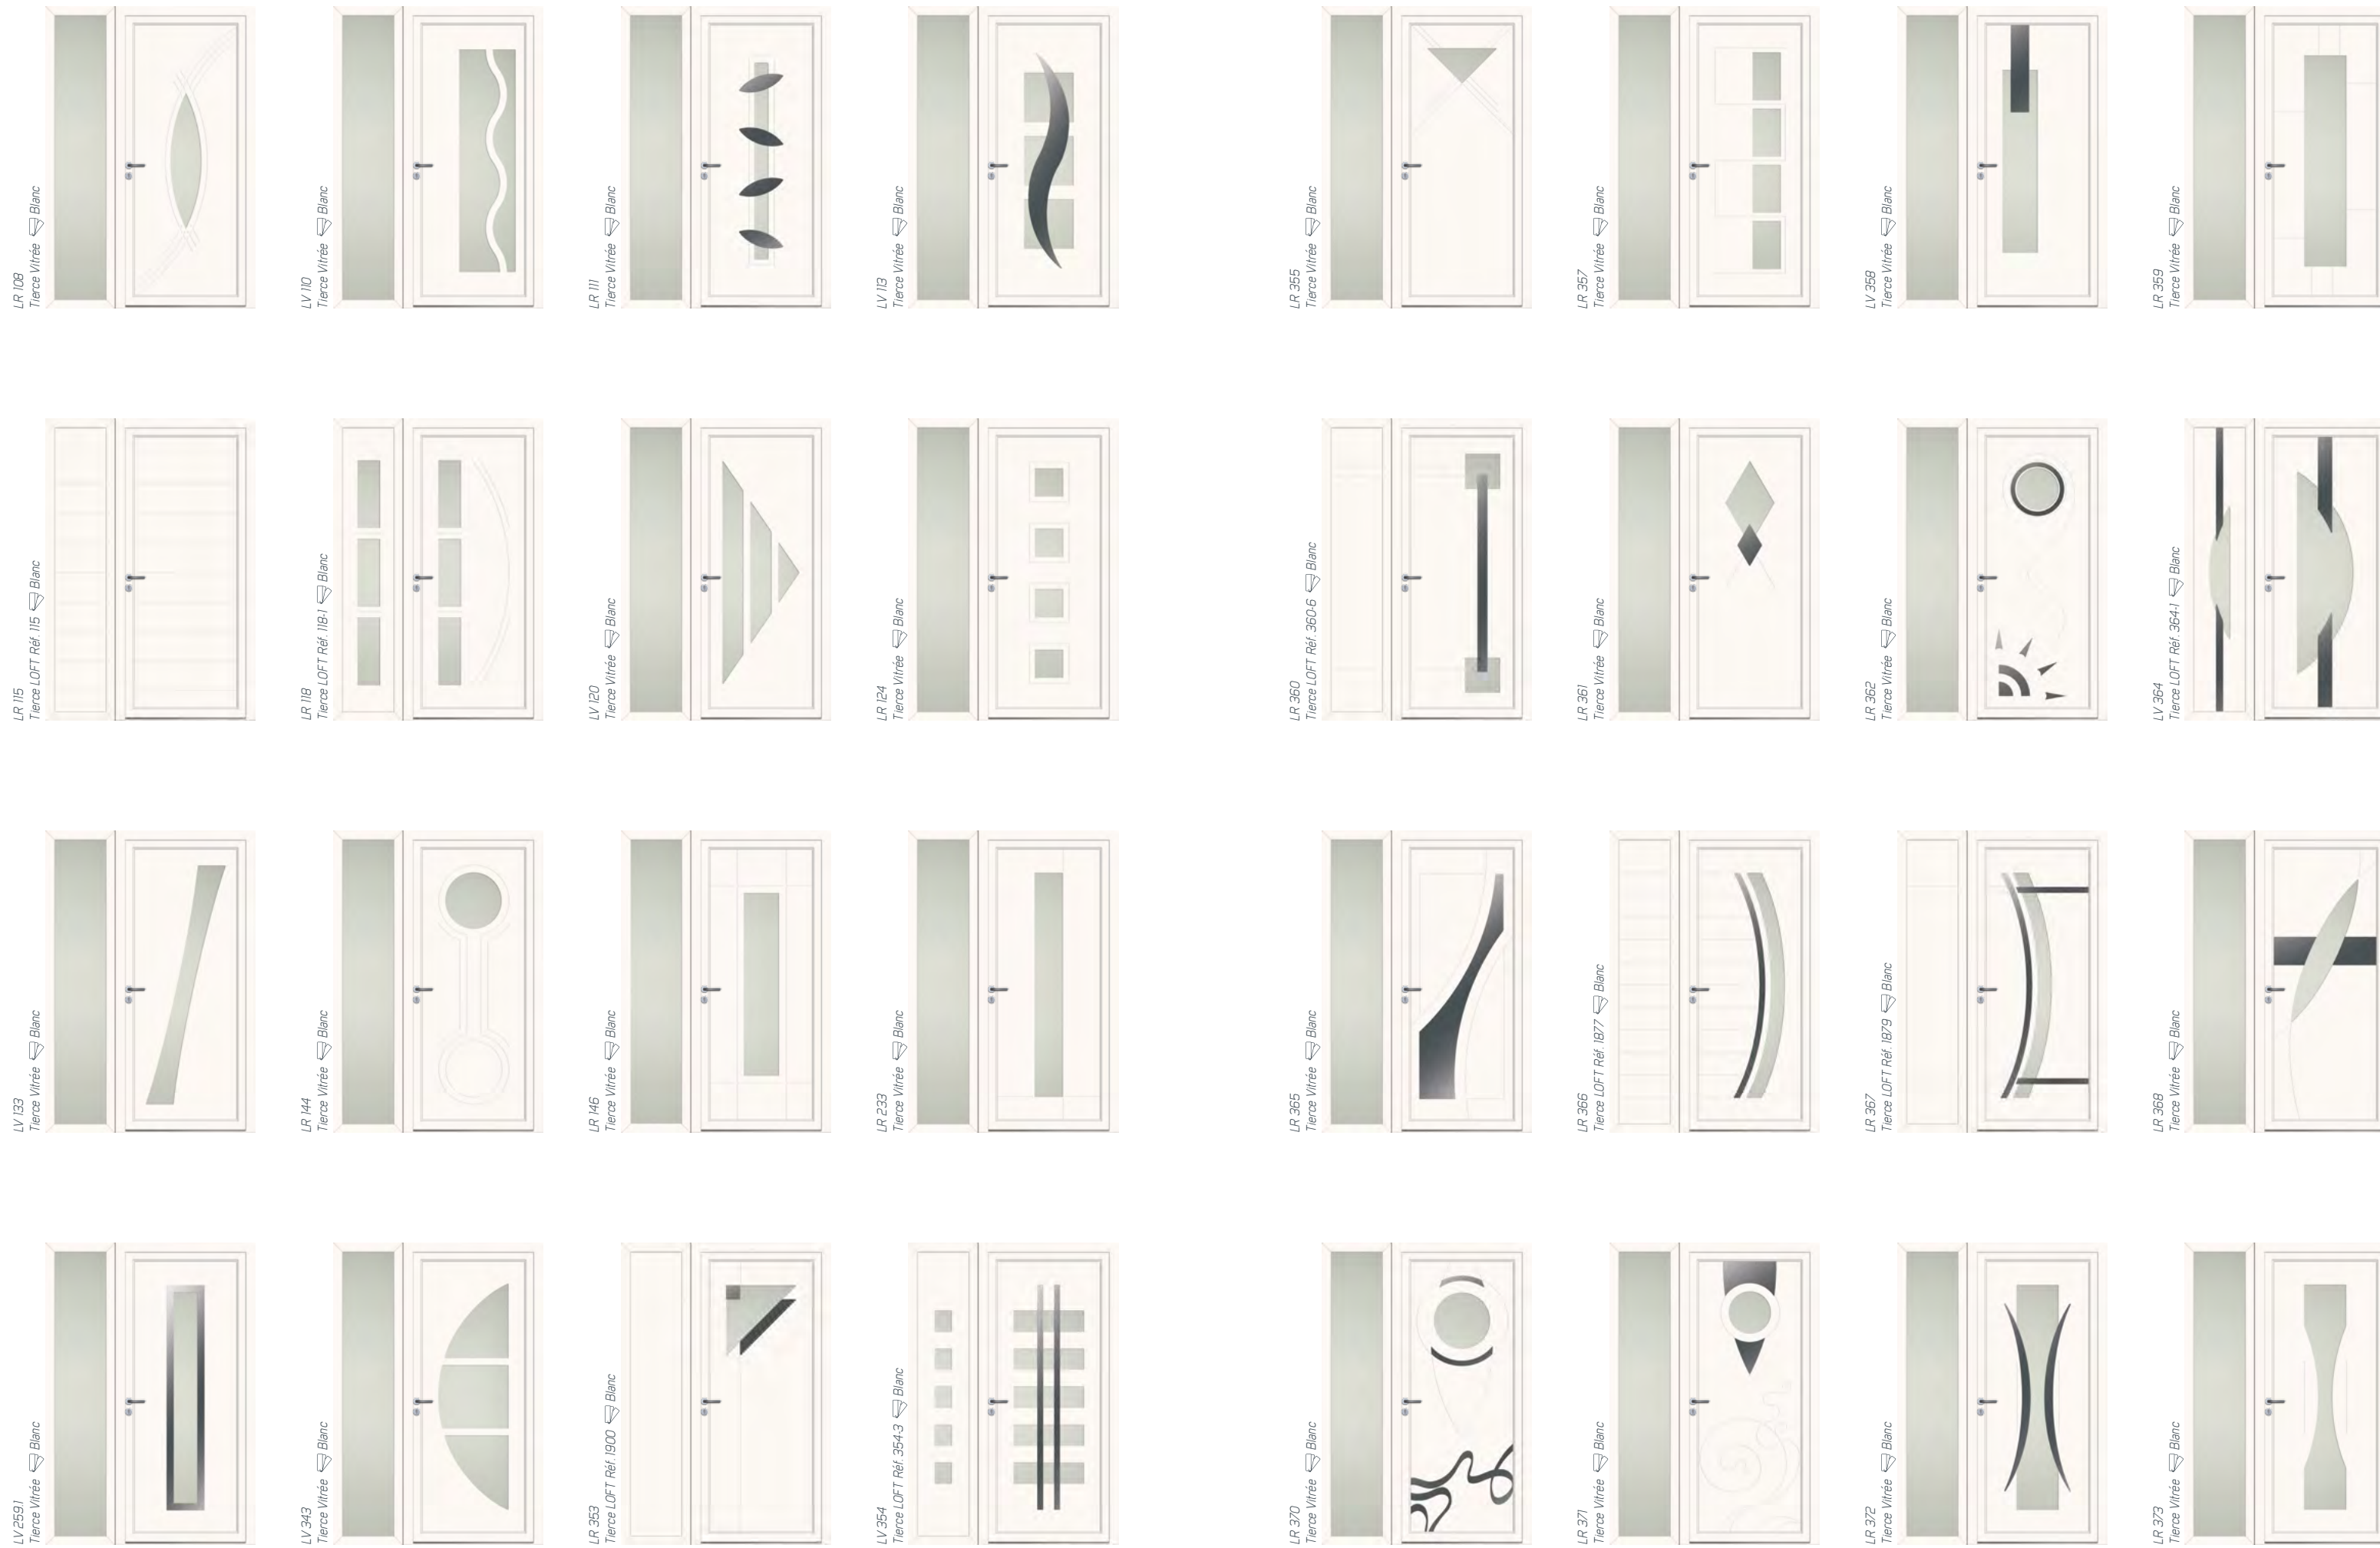 LR 108
Tierce Vitrée Blanc
LV 110
Tierce Vitrée Blanc
LR 111
Tierce Vitrée Blanc
LV 113
Tierce Vitrée Blanc
LR 355
Tierce Vitrée Blanc
LR 357
Tierce Vitrée Blanc
LV 358
Tierce Vitrée Blanc
LR 359
Tierce Vitrée Blanc
LR 115
Tierce LOFT Réf. 115 Blanc
LR 118
Tierce LOFT Réf. 118-1 Blanc
LV 120
Tierce Vitrée Blanc
LR 124
Tierce Vitrée Blanc
LR 360
Tierce LOFT Réf. 360-6 Blanc
LR 361
Tierce Vitrée Blanc
LR 362
Tierce Vitrée Blanc
LV 364
Tierce LOFT Réf. 364-1 Blanc
LV 133
Tierce Vitrée Blanc
LR 144
Tierce Vitrée Blanc
LR 146
Tierce Vitrée Blanc
LR 233
Tierce Vitrée Blanc
LR 365
Tierce Vitrée Blanc
LR 366
Tierce LOFT Réf. 1877 Blanc
LR 367
Tierce LOFT Réf. 1879 Blanc
LR 368
Tierce Vitrée Blanc
LV 259.1
Tierce Vitrée Blanc
LV 343
Tierce Vitrée Blanc
LR 353
Tierce LOFT Réf. 1900 Blanc
LV 354
Tierce LOFT Réf. 354-3 Blanc
LR 370
Tierce Vitrée Blanc
LR 371
Tierce Vitrée Blanc
LR 372
Tierce Vitrée Blanc
LR 373
Tierce Vitrée Blanc